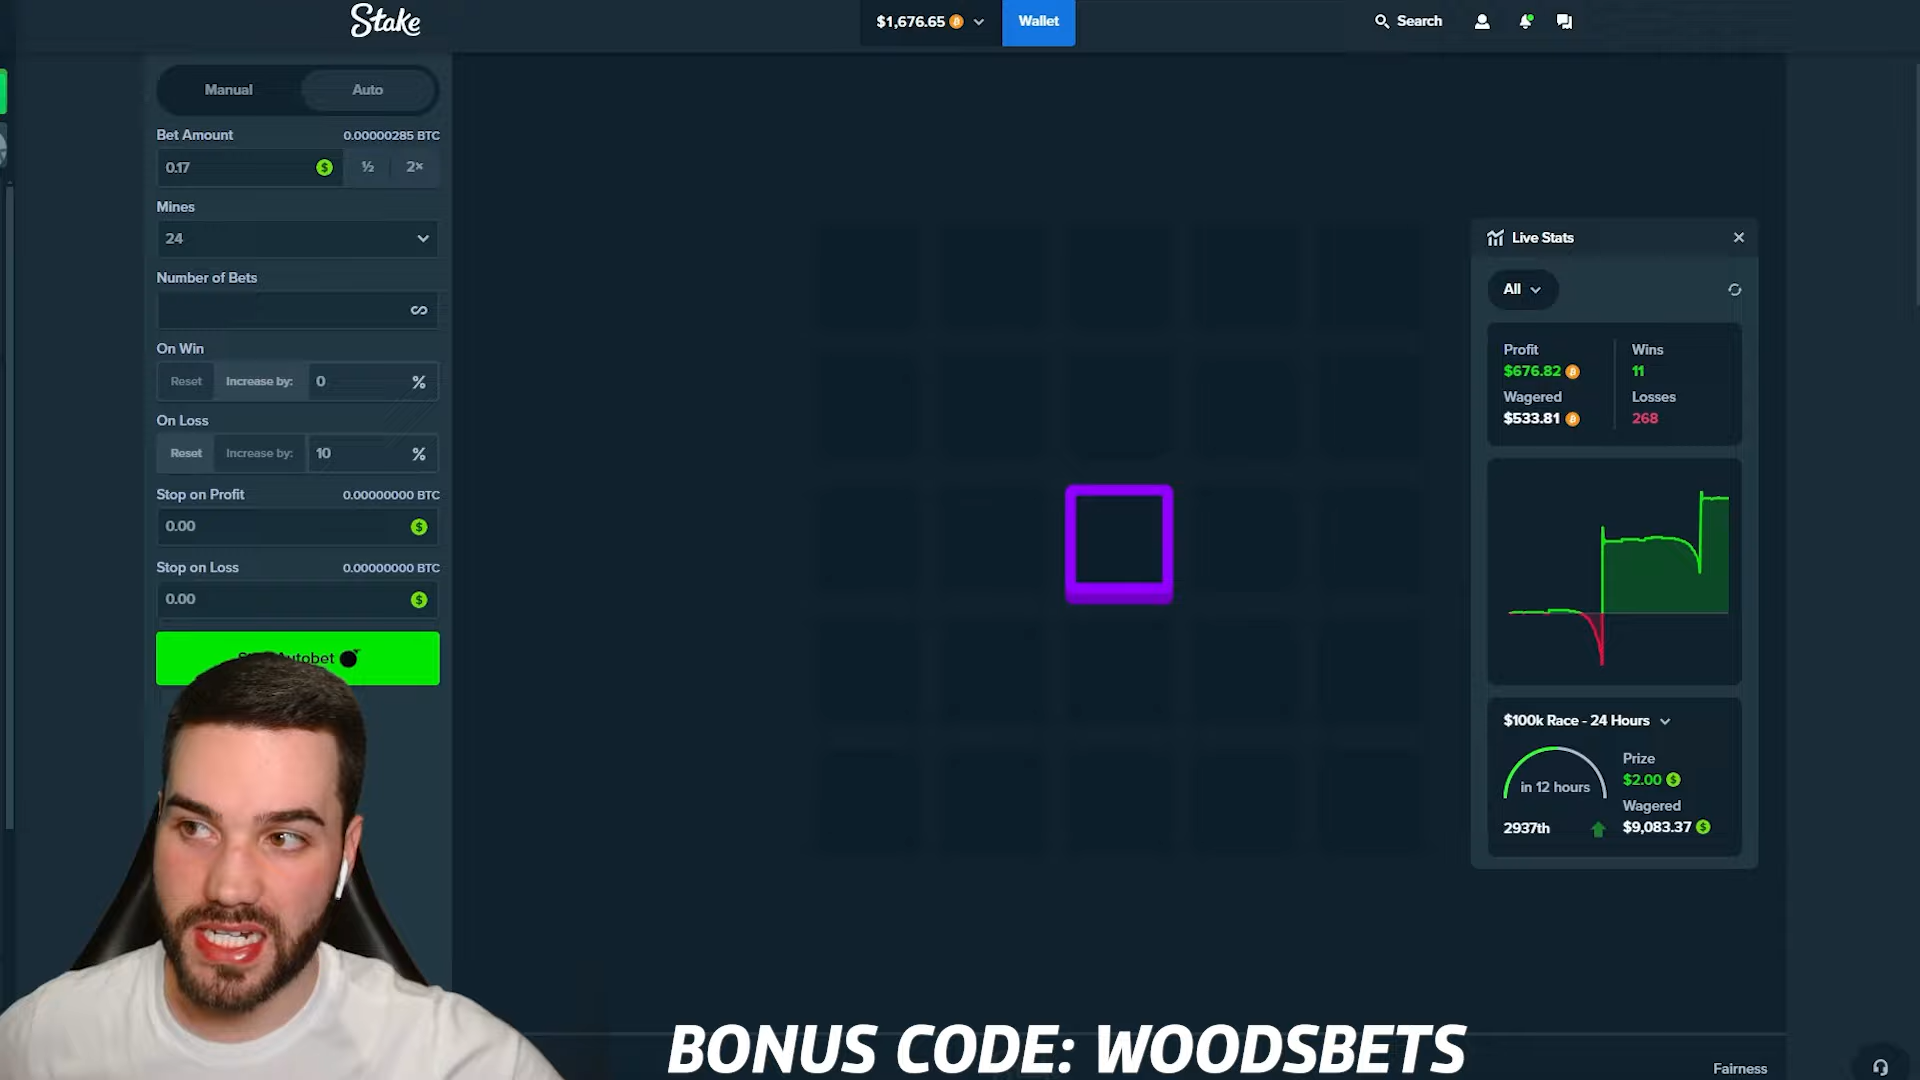 Stake
$1,676.65
Wallet
Search
Manual
Auto
Bet Amount
0.00000285 BTC
0.17
½
2×
Mines
24
Number of Bets
∞
On Win
Reset
Increase by:
0
%
On Loss
Reset
Increase by:
10
%
Stop on Profit
0.00000000 BTC
0.00
Stop on Loss
0.00000000 BTC
0.00
Autobet
Live Stats
All
Profit
Wins
$676.82
11
Wagered
Losses
$533.81
268
$100k Race - 24 Hours
in 12 hours
Prize
$2.00
Wagered
2937th
$9,083.37
BONUS CODE: WOODSBETS
Fairness